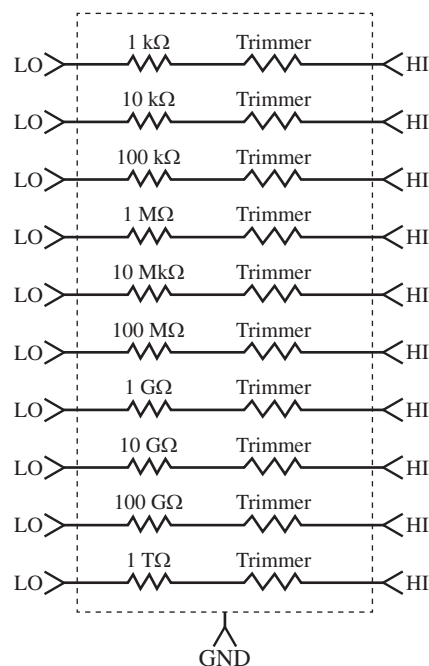 1 kΩ Trimmer
LO HI
10 kΩ Trimmer
LO HI
100 kΩ Trimmer
LO HI
1 MΩ Trimmer
LO HI
10 MkΩ Trimmer
LO HI
100 MΩ Trimmer
LO HI
1 GΩ Trimmer
LO HI
10 GΩ Trimmer
LO HI
100 GΩ Trimmer
LO HI
1 TΩ Trimmer
LO HI
GND